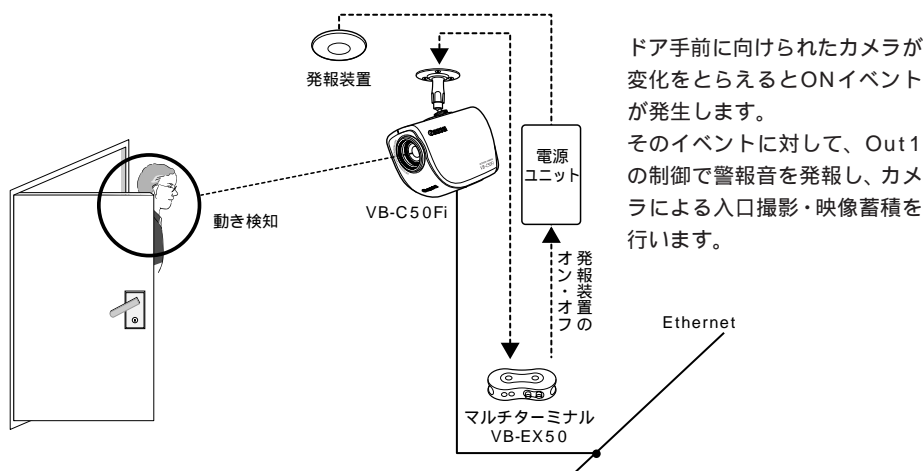 発報装置
動き検知
VB-C50Fi
電源
ユニット
発報装置の
オン・オフ
マルチターミナル
VB-EX50
Ethernet
ドア手前に向けられたカメラが
変化をとらえるとONイベント
が発生します。
そのイベントに対して、Out1
の制御で警報音を発報し、カメ
ラによる入口撮影・映像蓄積を
行います。